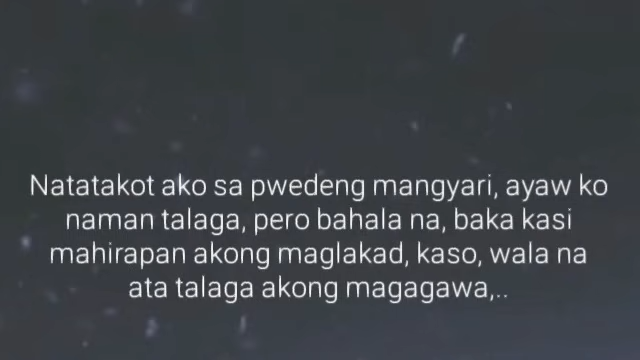 Natatakot ako sa pwedeng mangyari, ayaw ko
naman talaga, pero bahala na, baka kasi
mahirapan akong maglakad, kaso, wala na
ata talaga akong magagawa,..